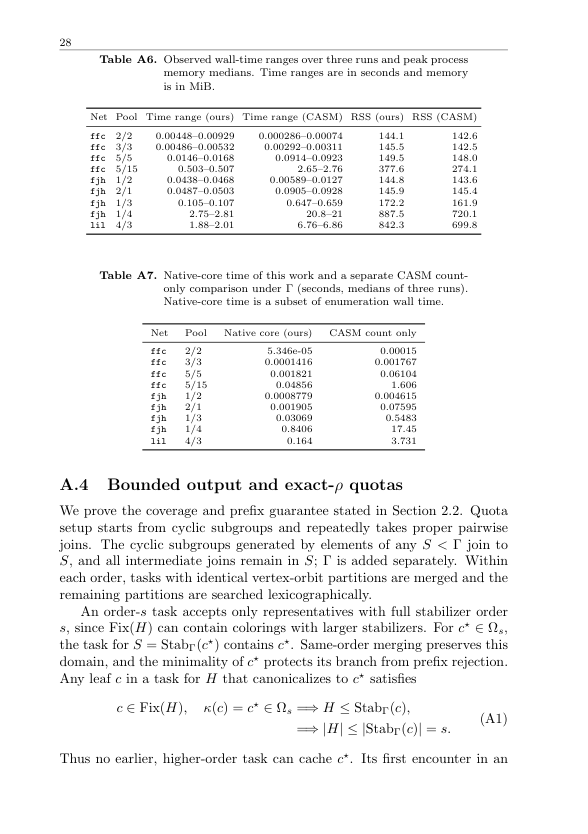 28
Table A6. Observed wall-time ranges over three runs and peak process
memory medians. Time ranges are in seconds and memory
is in MiB.
Net Pool Time range (ours) Time range (CASM) RSS (ours) RSS (CASM)
ffc 2/2 0.00448–0.00929 0.000286–0.00074 144.1 142.6
ffc 3/3 0.00486–0.00532 0.00292–0.00311 145.5 142.5
ffc 5/5 0.0146–0.0168 0.0914–0.0923 149.5 148.0
ffc 5/15 0.503–0.507 2.65–2.76 377.6 274.1
fjh 1/2 0.0438–0.0468 0.00589–0.0127 144.8 143.6
fjh 2/1 0.0487–0.0503 0.0905–0.0928 145.9 145.4
fjh 1/3 0.105–0.107 0.647–0.659 172.2 161.9
fjh 1/4 2.75–2.81 20.8–21 887.5 720.1
lil 4/3 1.88–2.01 6.76–6.86 842.3 699.8
Table A7. Native-core time of this work and a separate CASM count-
only comparison under Γ (seconds, medians of three runs).
Native-core time is a subset of enumeration wall time.
Net Pool Native core (ours) CASM count only
ffc 2/2 5.346e-05 0.00015
ffc 3/3 0.0001416 0.001767
ffc 5/5 0.001821 0.06104
ffc 5/15 0.04856 1.606
fjh 1/2 0.0008779 0.004615
fjh 2/1 0.001905 0.07595
fjh 1/3 0.03069 0.5483
fjh 1/4 0.8406 17.45
lil 4/3 0.164 3.731
A.4 Bounded output and exact-ρ quotas
We prove the coverage and prefix guarantee stated in Section 2.2. Quota
setup starts from cyclic subgroups and repeatedly takes proper pairwise
joins. The cyclic subgroups generated by elements of any S < Γ join to
S, and all intermediate joins remain in S; Γ is added separately. Within
each order, tasks with identical vertex-orbit partitions are merged and the
remaining partitions are searched lexicographically.
An order-s task accepts only representatives with full stabilizer order
s, since Fix(H) can contain colorings with larger stabilizers. For c⋆ ∈ Ωₛ,
the task for S = Stab_Γ(c⋆) contains c⋆. Same-order merging preserves this
domain, and the minimality of c⋆ protects its branch from prefix rejection.
Any leaf c in a task for H that canonicalizes to c⋆ satisfies
c ∈ Fix(H), κ(c) = c⋆ ∈ Ωₛ ⟹ H ≤ Stab_Γ(c),
⟹ |H| ≤ |Stab_Γ(c)| = s.
(A1)
Thus no earlier, higher-order task can cache c⋆. Its first encounter in an